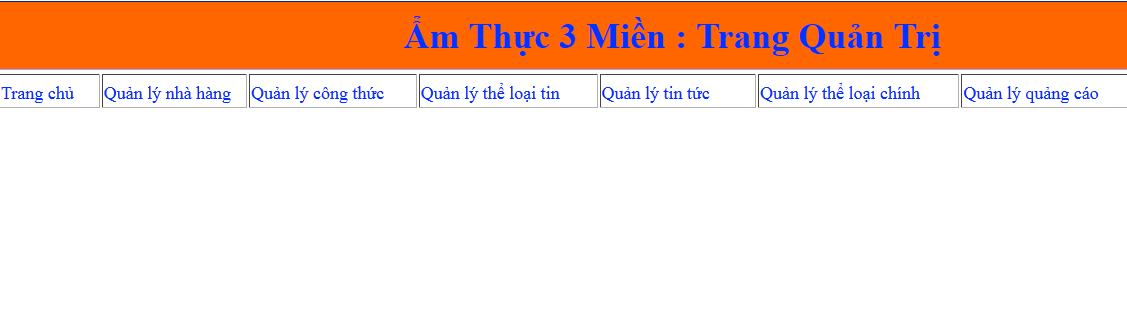 Ẩm Thực 3 Miền : Trang Quản Trị
Trang chủ Quản lý nhà hàng Quản lý công thức Quản lý thể loại tin Quản lý tin tức Quản lý thể loại chính Quản lý quảng cáo